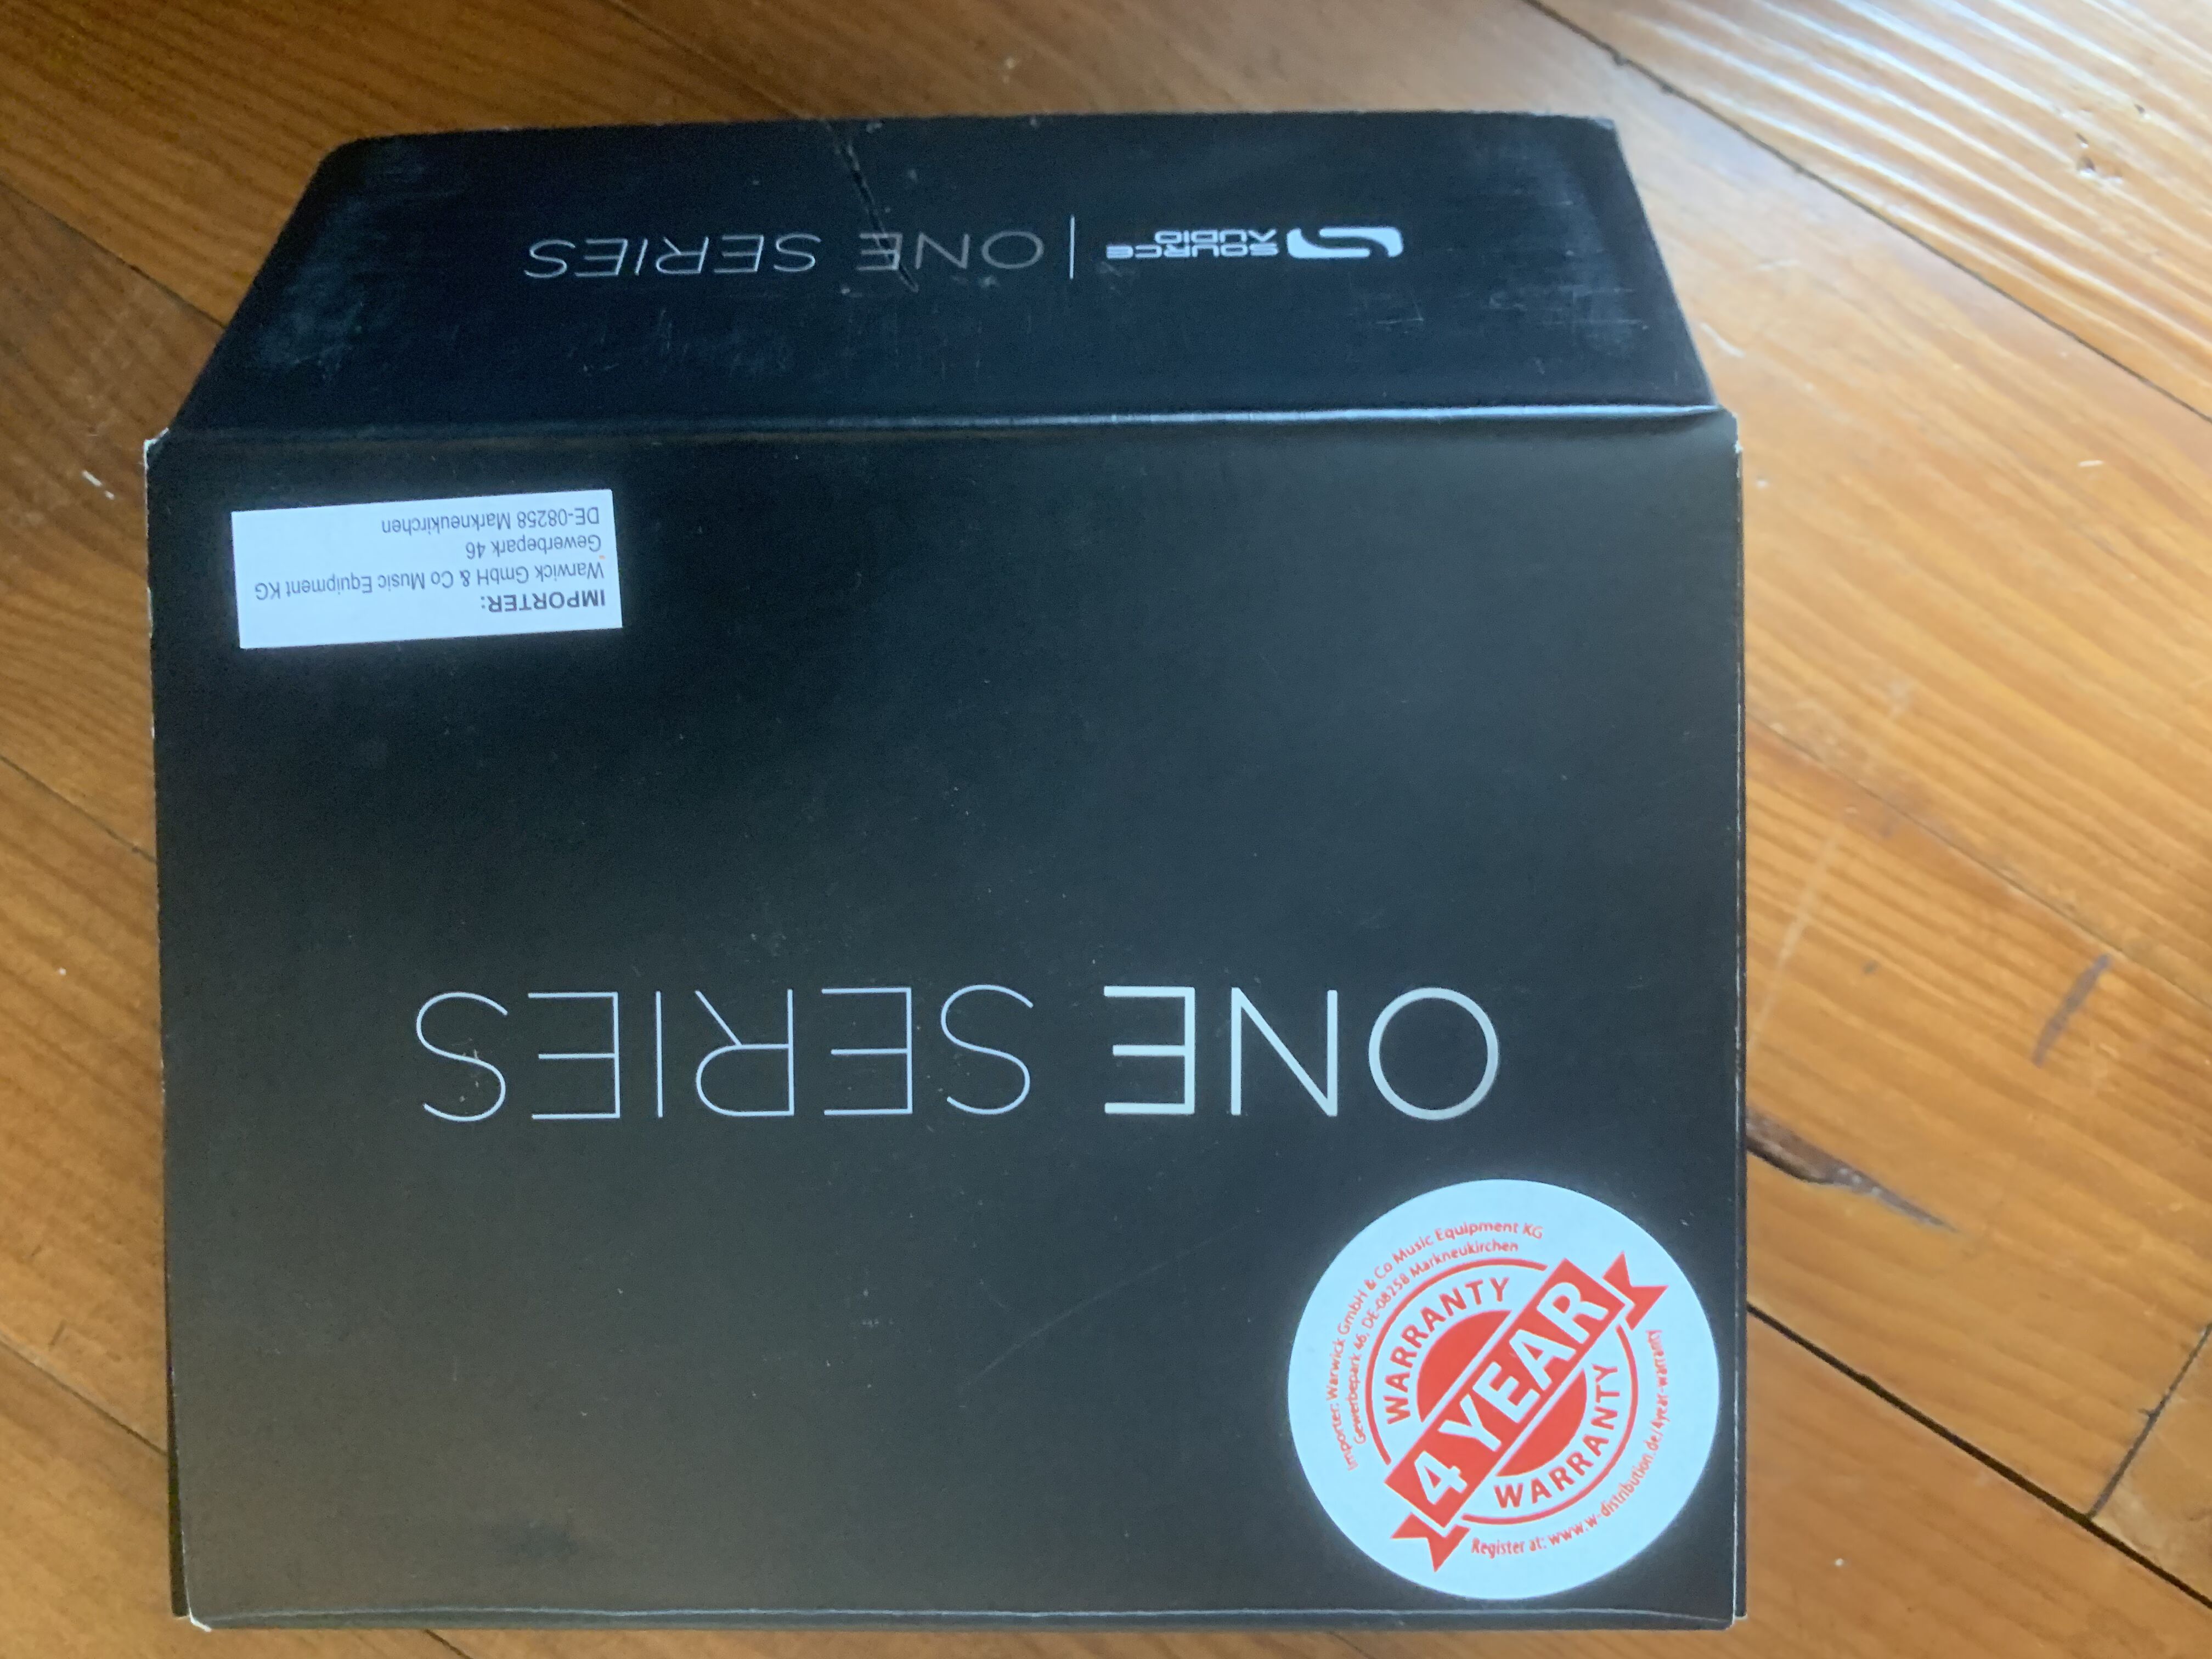 SOURCE
AUDIO
ONE SERIES
IMPORTER:
Warwick GmbH & Co Music Equipment KG
Gewerbepark 46
DE-08258 Markneukirchen
ONE SERIES
Importer: Warwick GmbH & Co Music Equipment KG
Gewerbepark 46, DE-08258 Markneukirchen
WARRANTY
4 YEAR
WARRANTY
Register at: www.w-distribution.de/4year-warranty